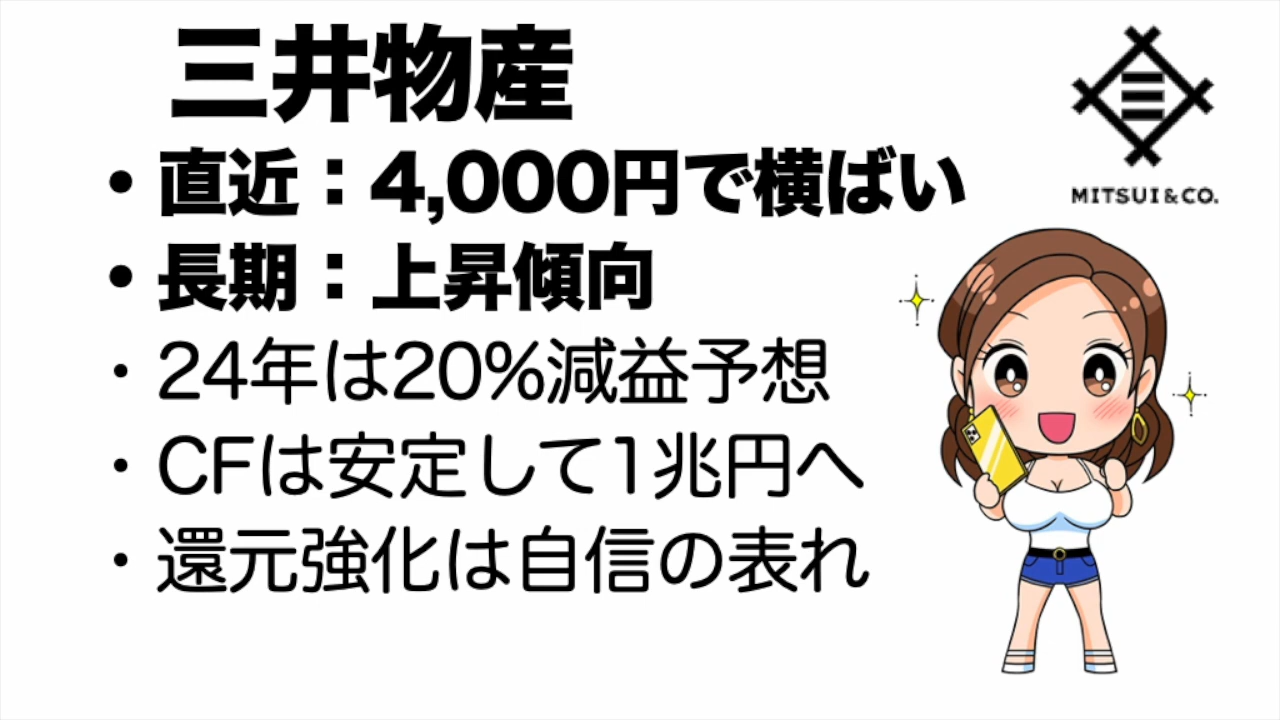 三井物産
MITSUI&CO.
• 直近：4,000円で横ばい
• 長期：上昇傾向
・24年は20%減益予想
・CFは安定して1兆円へ
・還元強化は自信の表れ